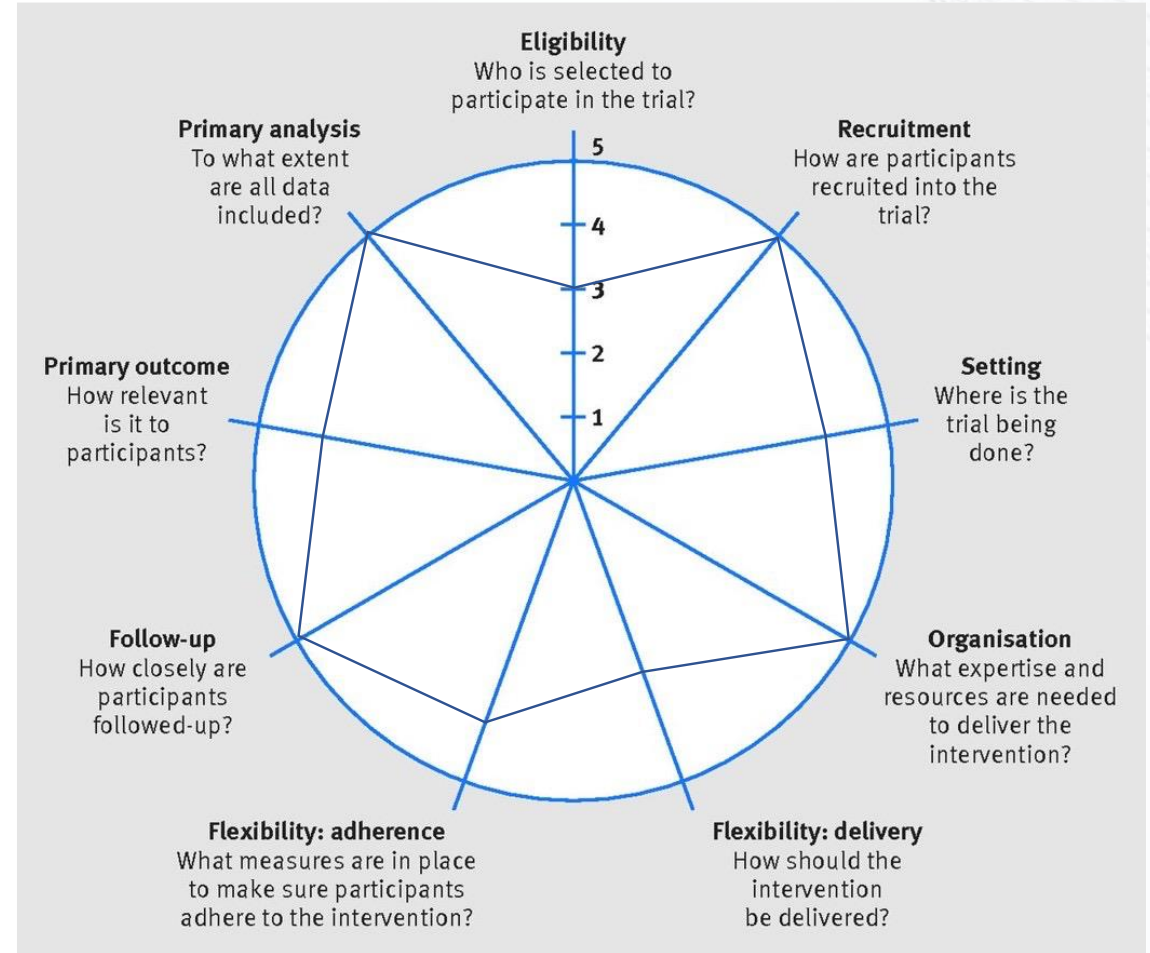 Eligibility
Who is selected to
participate in the trial?
Primary analysis
To what extent
are all data
included?
Recruitment
How are participants
recruited into the
trial?
5
4
3
2
1
Primary outcome
How relevant
is it to
participants?
Setting
Where is the
trial being
done?
Follow-up
How closely are
participants
followed-up?
Organisation
What expertise and
resources are needed
to deliver the
intervention?
Flexibility: adherence
What measures are in place
to make sure participants
adhere to the intervention?
Flexibility: delivery
How should the
intervention
be delivered?